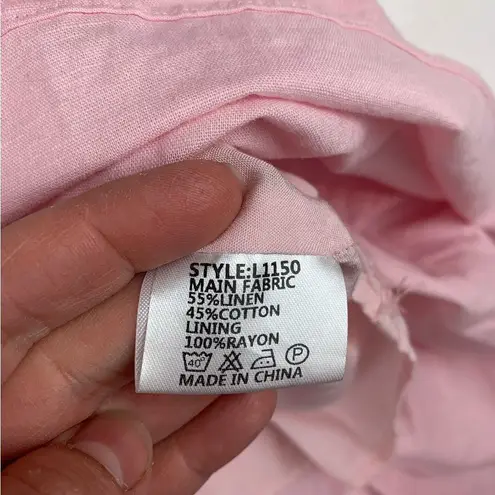 STYLE:L1150
MAIN FABRIC
55%LINEN
45%COTTON
LINING
100%RAYON
40° P
MADE IN CHINA